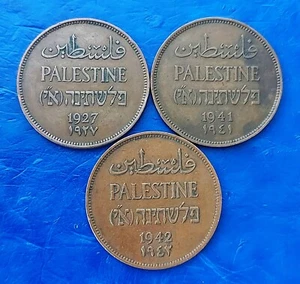 فلسطين
PALESTINE
פלשתינה (א״י)
1927
١٩٢٧
فلسطين
PALESTINE
פלשתינה (א״י)
1941
١٩٤١
فلسطين
PALESTINE
פלשתינה (א״י)
1942
١٩٤٢